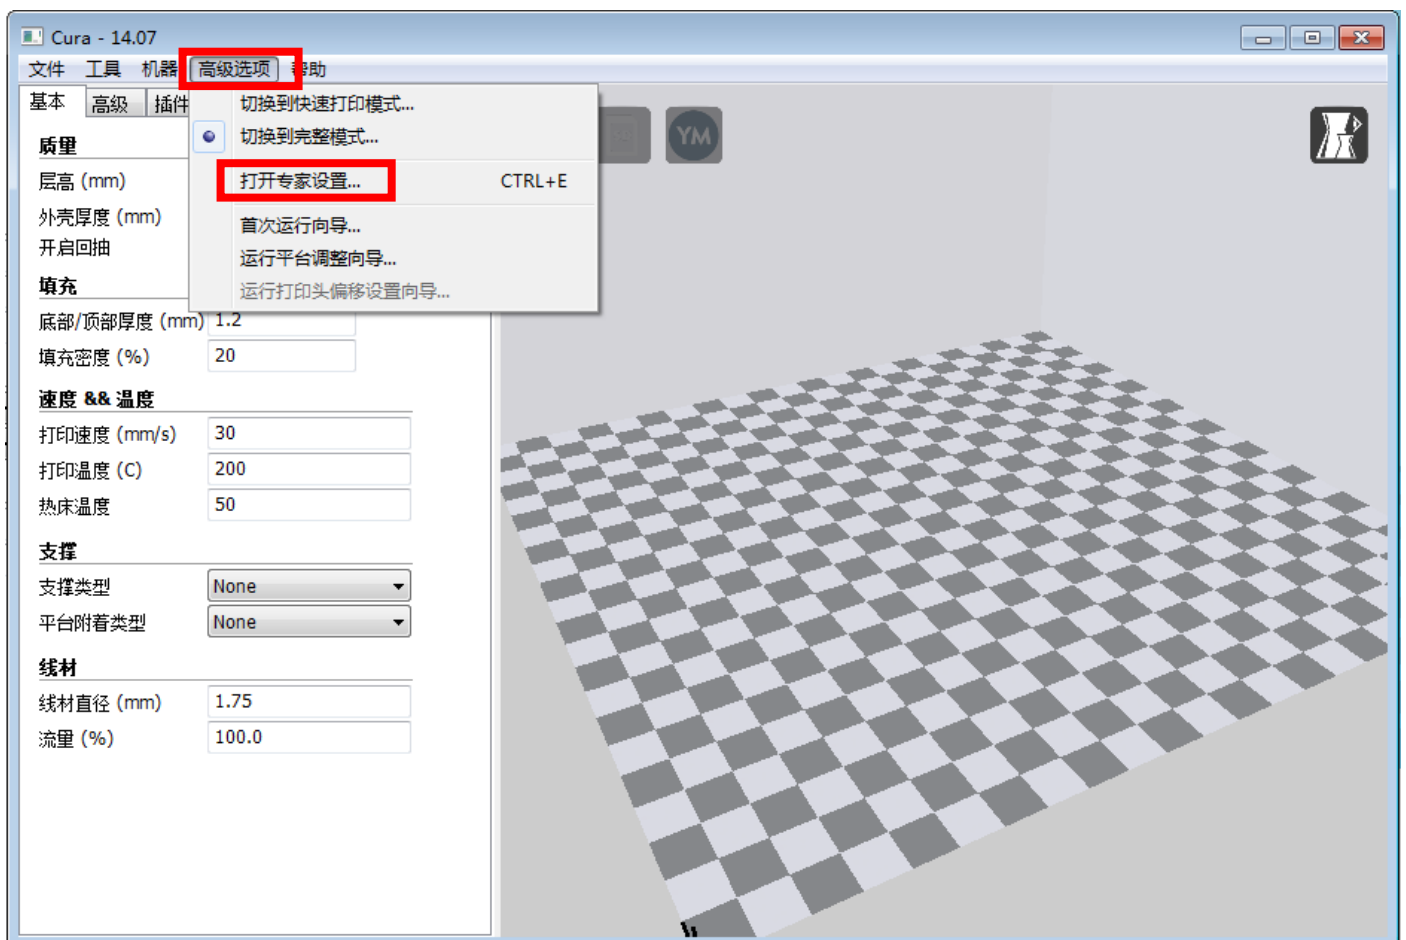 Cura - 14.07
文件 工具 机器 高级选项 帮助
基本 高级 插件
切换到快速打印模式...
切换到完整模式...
打开专家设置... CTRL+E
首次运行向导...
运行平台调整向导...
运行打印头偏移设置向导...
YM
质量
层高 (mm)
外壳厚度 (mm)
开启回抽
填充
底部/顶部厚度 (mm) 1.2
填充密度 (%) 20
速度 && 温度
打印速度 (mm/s) 30
打印温度 (C) 200
热床温度 50
支撑
支撑类型 None
平台附着类型 None
线材
线材直径 (mm) 1.75
流量 (%) 100.0